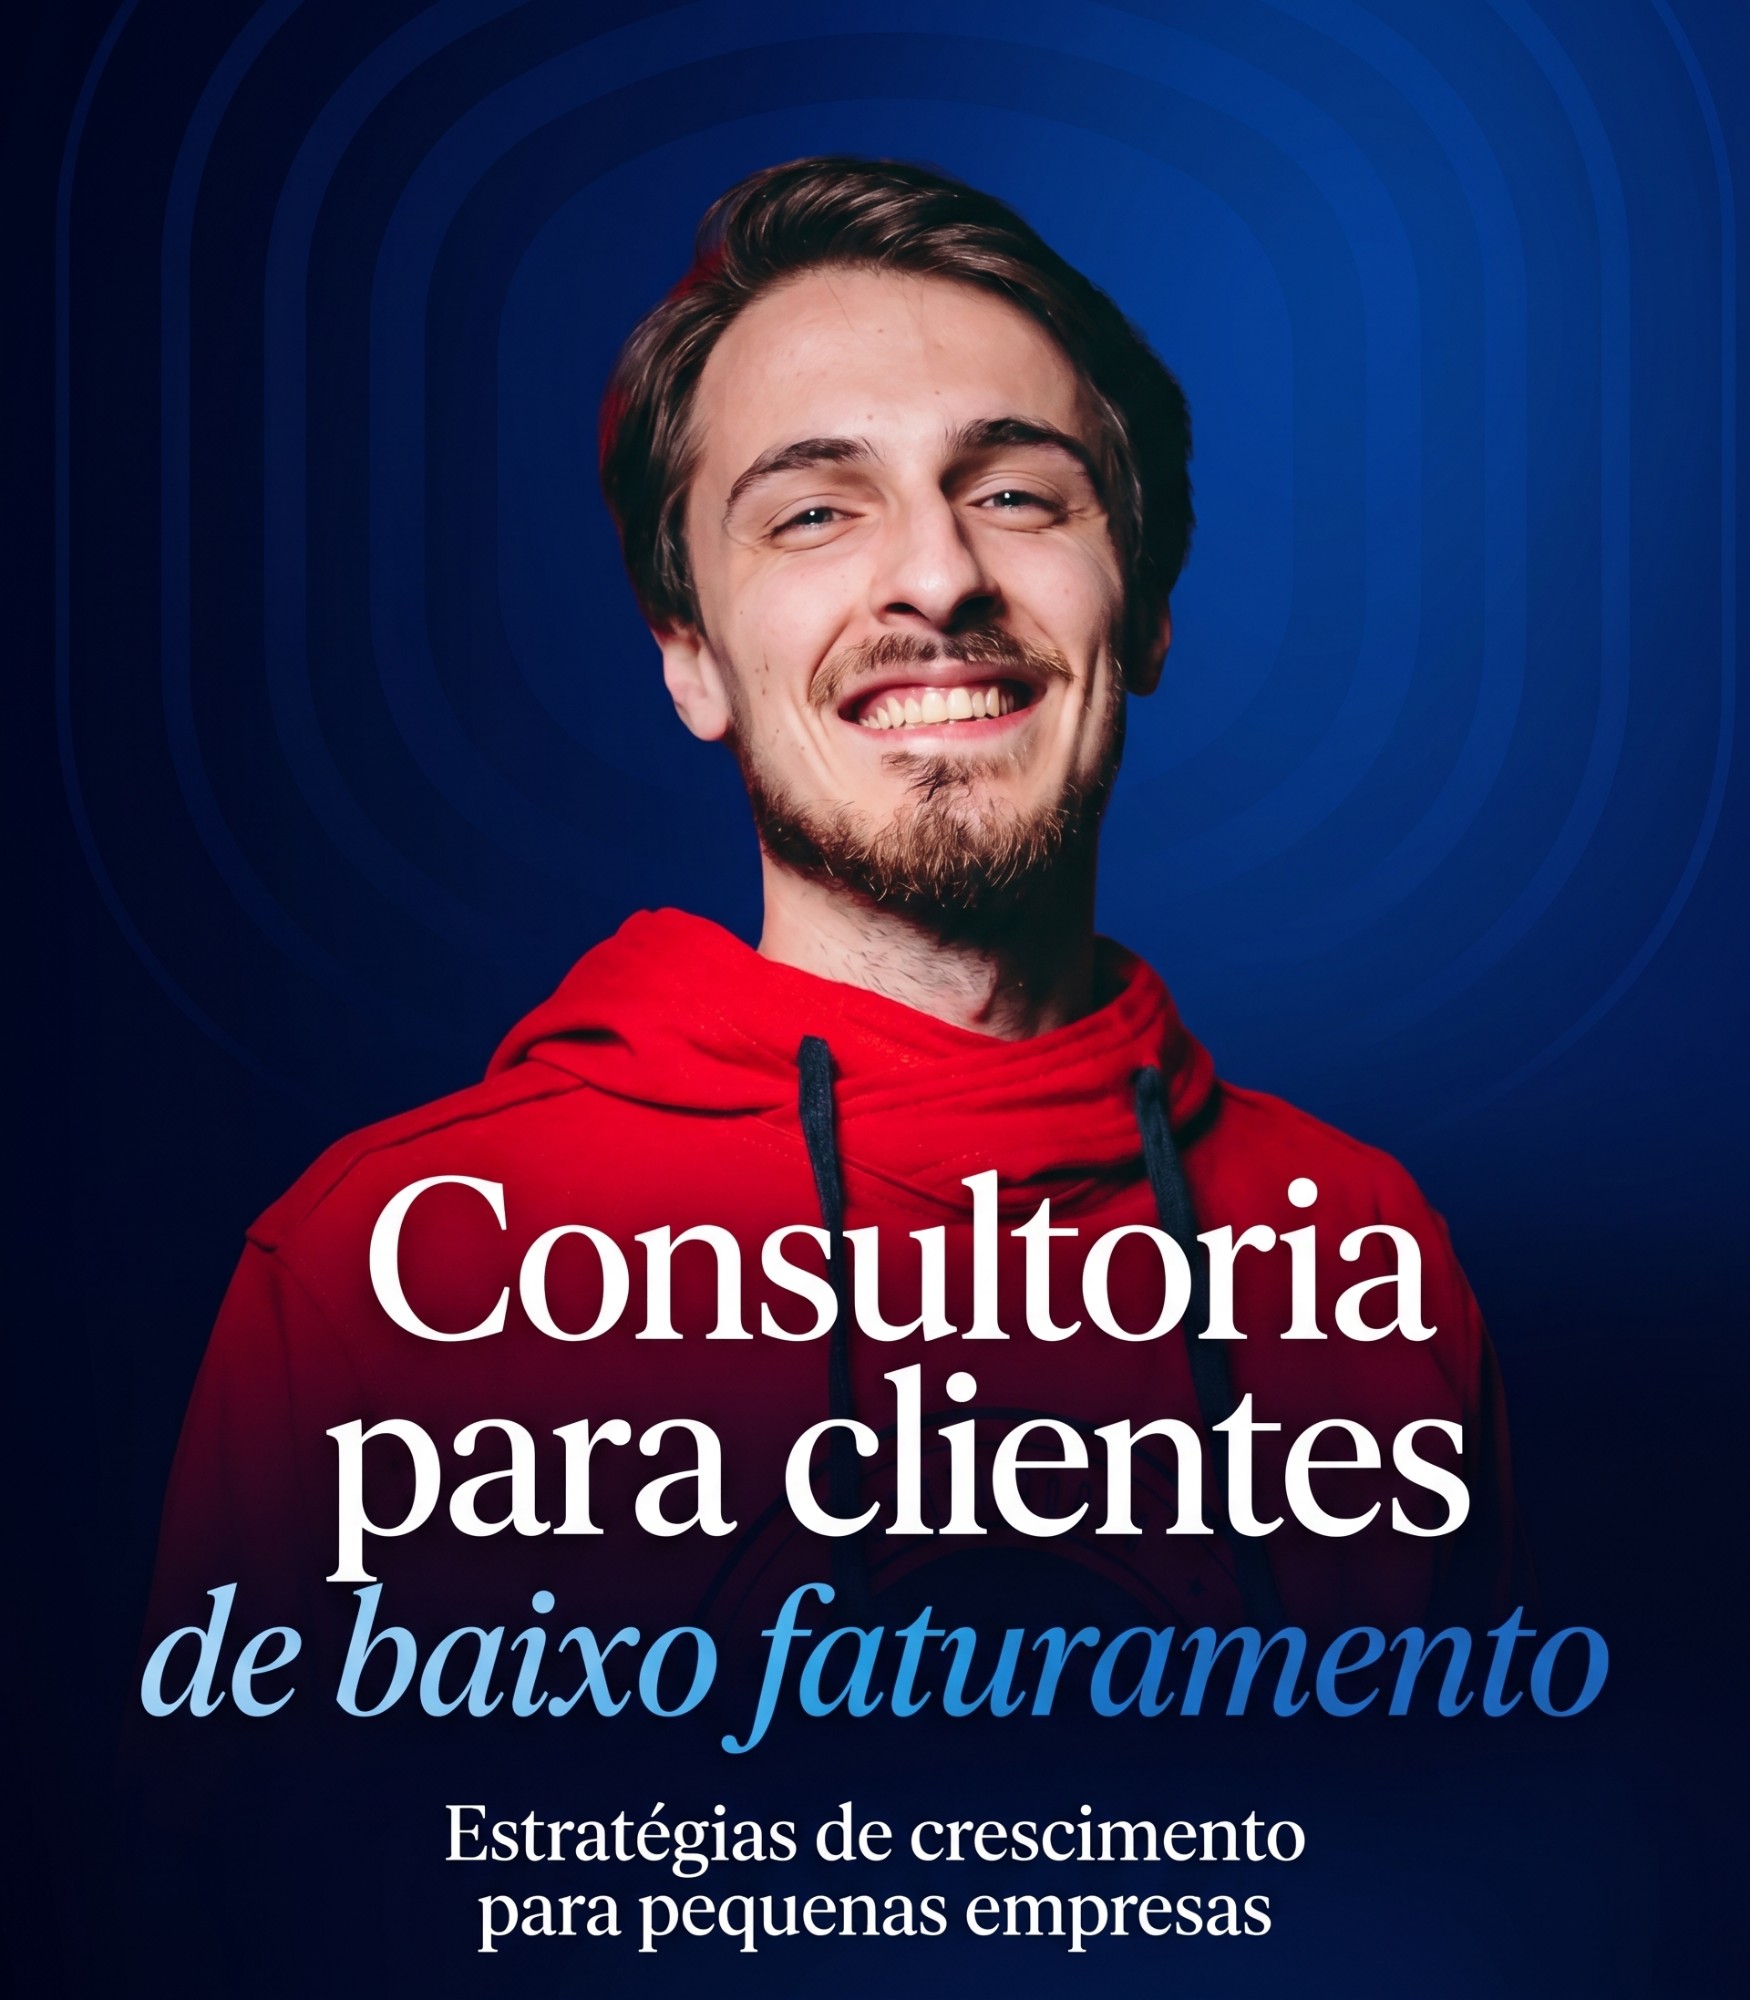 Consultoria
para clientes
de baixo faturamento
Estratégias de crescimento
para pequenas empresas